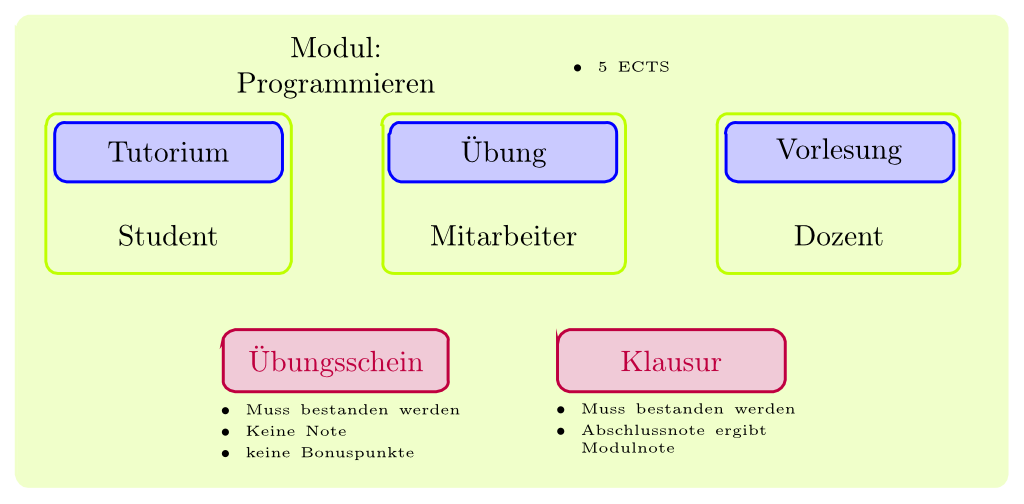 Modul:
Programmieren
• 5 ECTS
Tutorium
Übung
Vorlesung
Student
Mitarbeiter
Dozent
Übungsschein
• Muss bestanden werden
• Keine Note
• keine Bonuspunkte
Klausur
• Muss bestanden werden
• Abschlussnote ergibt
Modulnote